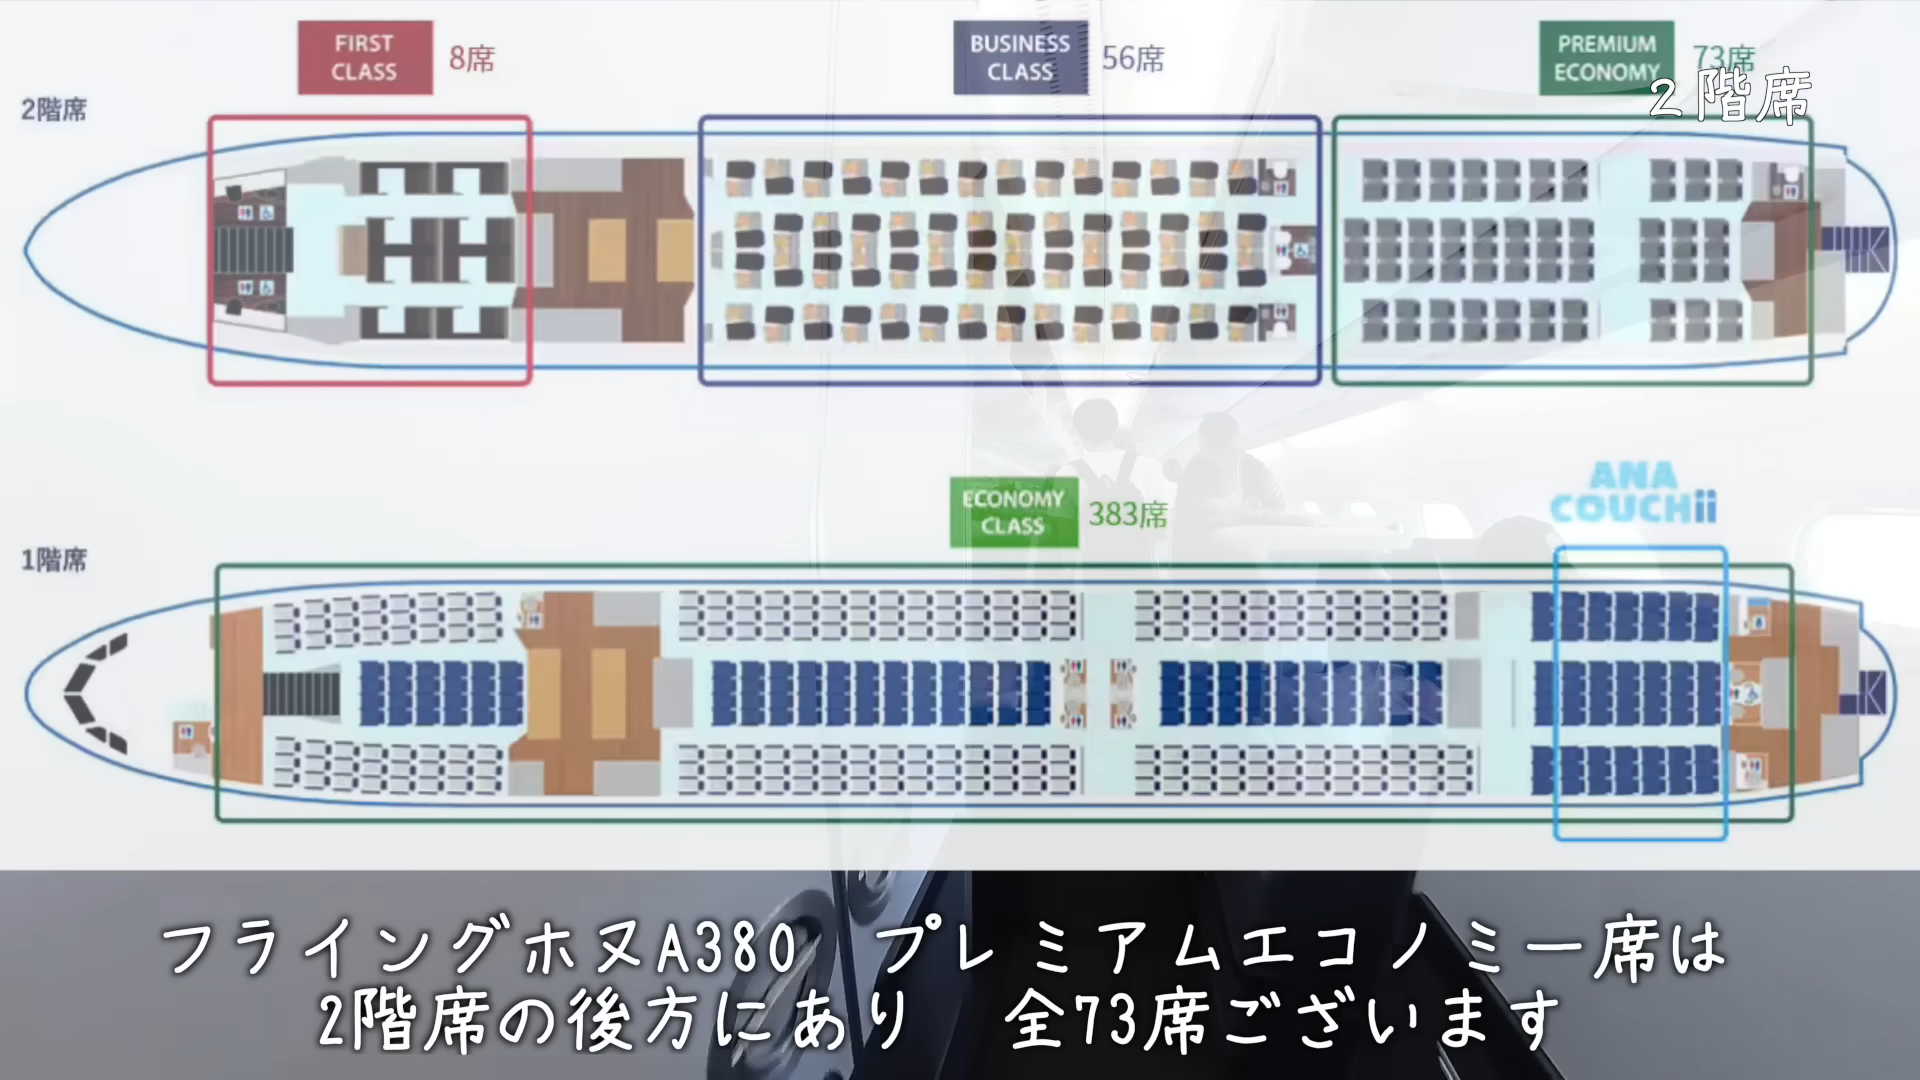 FIRST
CLASS
8席
BUSINESS
CLASS
56席
PREMIUM
ECONOMY
73席
2階席
２階席
ECONOMY
CLASS
383席
ANA
COUCHii
1階席
フライングホヌA380　プレミアムエコノミー席は
2階席の後方にあり　全73席ございます